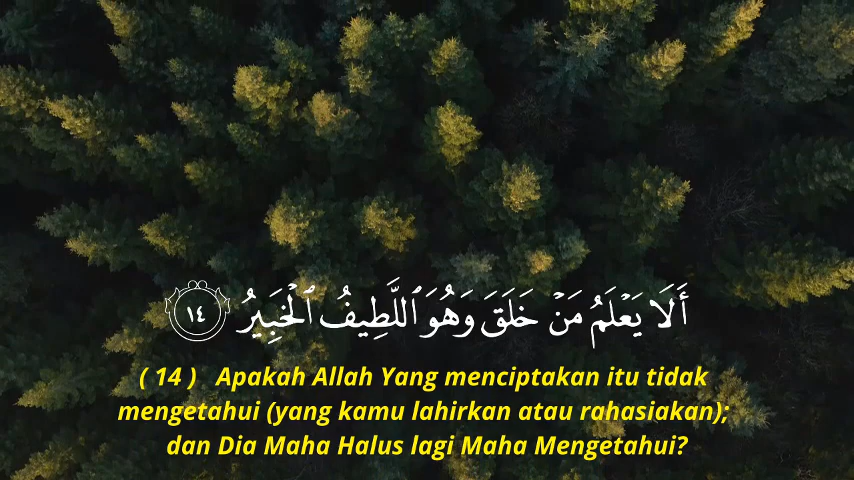 أَلَا يَعْلَمُ مَنْ خَلَقَ وَهُوَ ٱللَّطِيفُ ٱلْخَبِيرُ ١٤
( 14 ) Apakah Allah Yang menciptakan itu tidak
mengetahui (yang kamu lahirkan atau rahasiakan);
dan Dia Maha Halus lagi Maha Mengetahui?